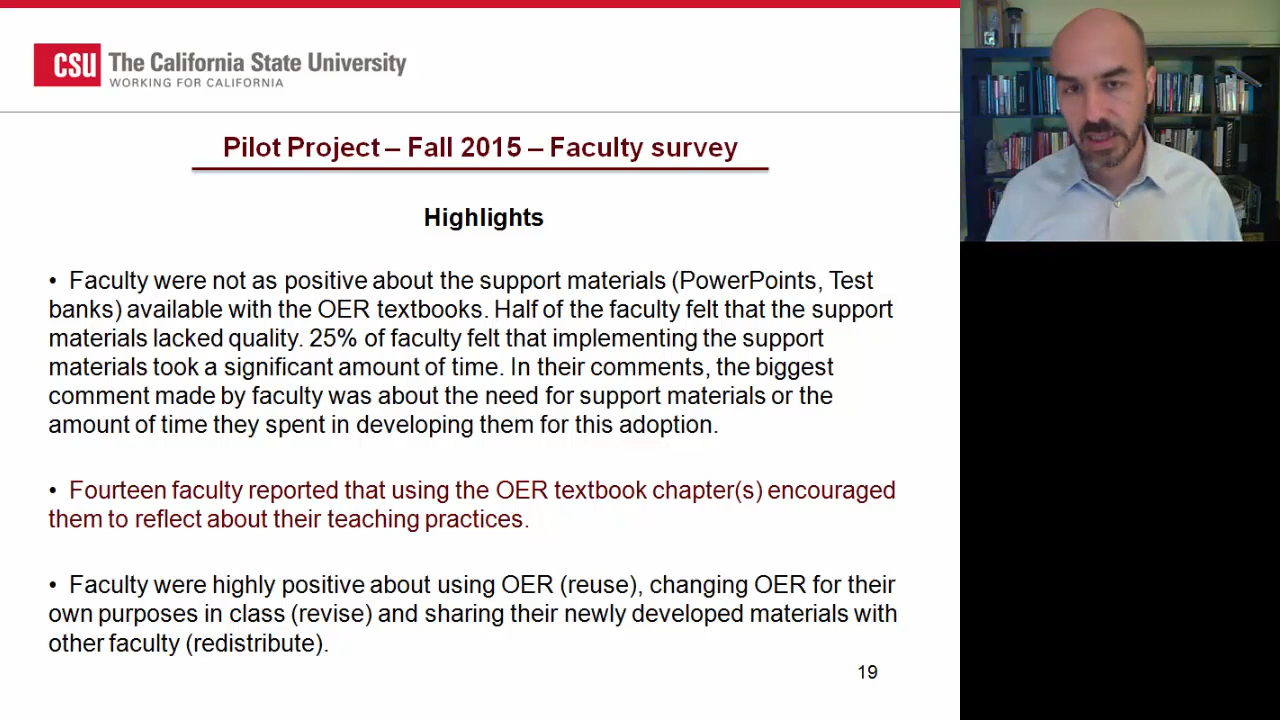 CSU The California State University
WORKING FOR CALIFORNIA
Pilot Project – Fall 2015 – Faculty survey
Highlights
• Faculty were not as positive about the support materials (PowerPoints, Test
banks) available with the OER textbooks. Half of the faculty felt that the support
materials lacked quality. 25% of faculty felt that implementing the support
materials took a significant amount of time. In their comments, the biggest
comment made by faculty was about the need for support materials or the
amount of time they spent in developing them for this adoption.
• Fourteen faculty reported that using the OER textbook chapter(s) encouraged
them to reflect about their teaching practices.
• Faculty were highly positive about using OER (reuse), changing OER for their
own purposes in class (revise) and sharing their newly developed materials with
other faculty (redistribute).
19